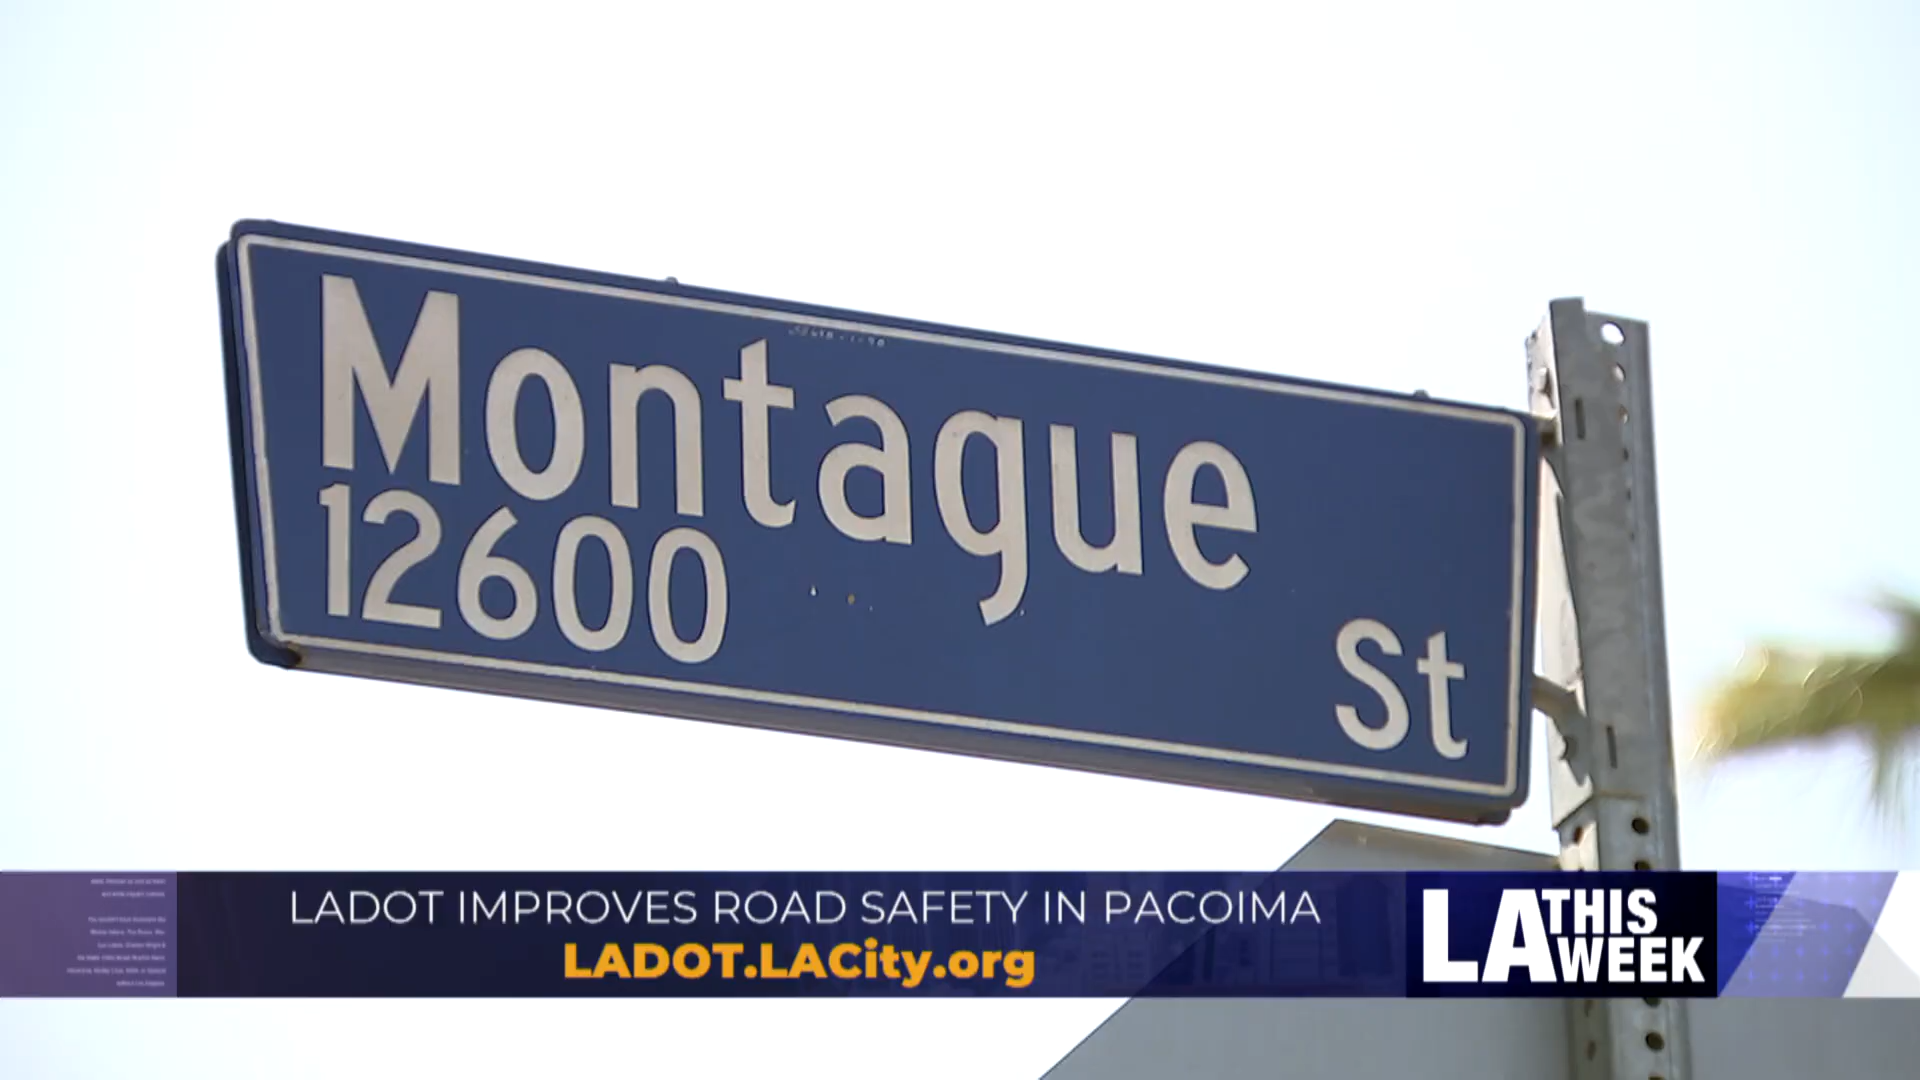 Montague
12600
St
LADOT IMPROVES ROAD SAFETY IN PACOIMA
LADOT.LACity.org
LA THIS WEEK